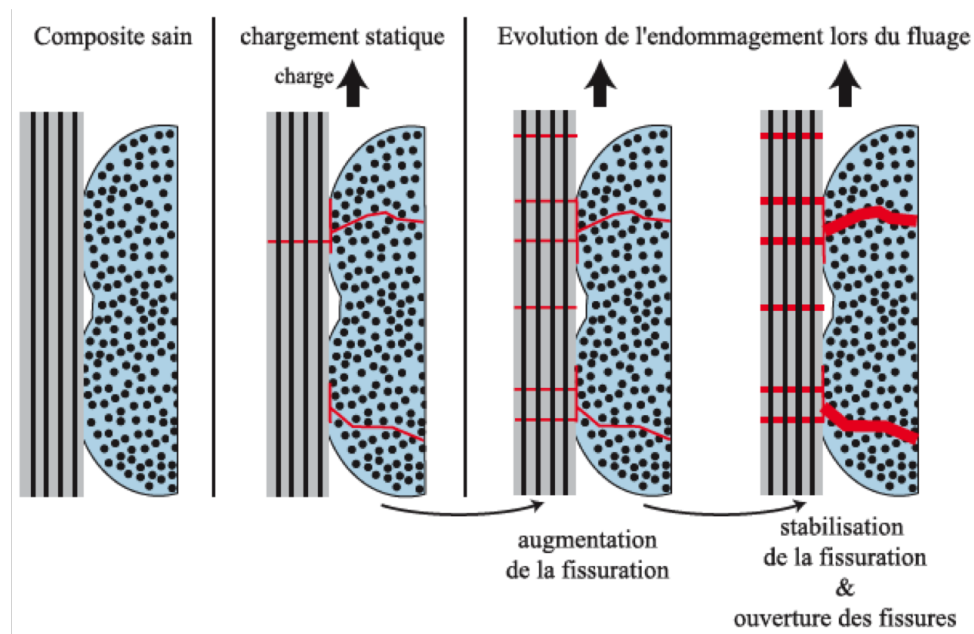 Composite sain
chargement statique
charge
Evolution de l'endommagement lors du fluage
augmentation
de la fissuration
stabilisation
de la fissuration
&
ouverture des fissures